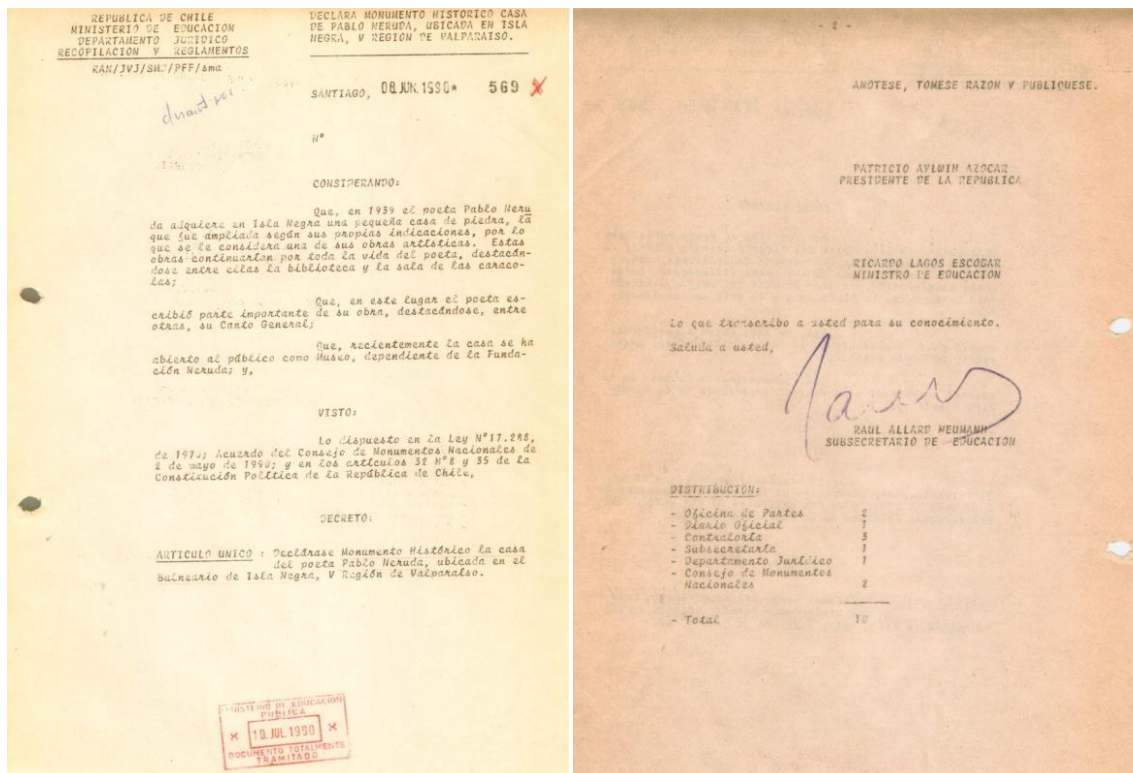 REPUBLICA DE CHILE
MINISTERIO DE EDUCACION
DEPARTAMENTO JURIDICO
RECOPILACION Y REGLAMENTOS
RAN/JVJ/SMJ/PFF/sma
DECLARA MONUMENTO HISTORICO CASA
DE PABLO NERUDA, UBICADA EN ISLA
NEGRA, V REGION DE VALPARAISO.
SANTIAGO, 08.JUN.1990* 569
N°
CONSIDERANDO:
Que, en 1939 el poeta Pablo Neru
da adquiere en Isla Negra una pequeña casa de piedra, la
que fue ampliada según sus propias indicaciones, por lo
que se le considera una de sus obras artísticas. Estas
obras continuarían por toda la vida del poeta, destacán-
dose entre ellas la biblioteca y la sala de las caraco-
las;
Que, en este lugar el poeta es-
cribió parte importante de su obra, destacándose, entre
otras, su Canto General;
Que, recientemente la casa se ha
abierto al público como Museo, dependiente de la Funda-
ción Neruda; y,
VISTO:
Lo dispuesto en la Ley N°17.288,
de 1970; Acuerdo del Consejo de Monumentos Nacionales de
2 de mayo de 1990; y en los artículos 32 N°8 y 35 de la
Constitución Política de la República de Chile,
DECRETO:
ARTICULO UNICO : Declárase Monumento Histórico la casa
del poeta Pablo Neruda, ubicada en el
Balneario de Isla Negra, V Región de Valparaíso.
MINISTERIO DE EDUCACION
PUBLICA
10.JUL.1990
DOCUMENTO TOTALMENTE
TRAMITADO
- 2 -
ANOTESE, TOMESE RAZON Y PUBLIQUESE.
PATRICIO AYLWIN AZOCAR
PRESIDENTE DE LA REPUBLICA
RICARDO LAGOS ESCOBAR
MINISTRO DE EDUCACION
Lo que transcribo a usted para su conocimiento.
Saluda a usted,
RAUL ALLARD NEUMANN
SUBSECRETARIO DE EDUCACION
DISTRIBUCION:
- Oficina de Partes 2
- Diario Oficial 1
- Contraloría 3
- Subsecretaría 1
- Departamento Jurídico 1
- Consejo de Monumentos
Nacionales 2
- Total 10